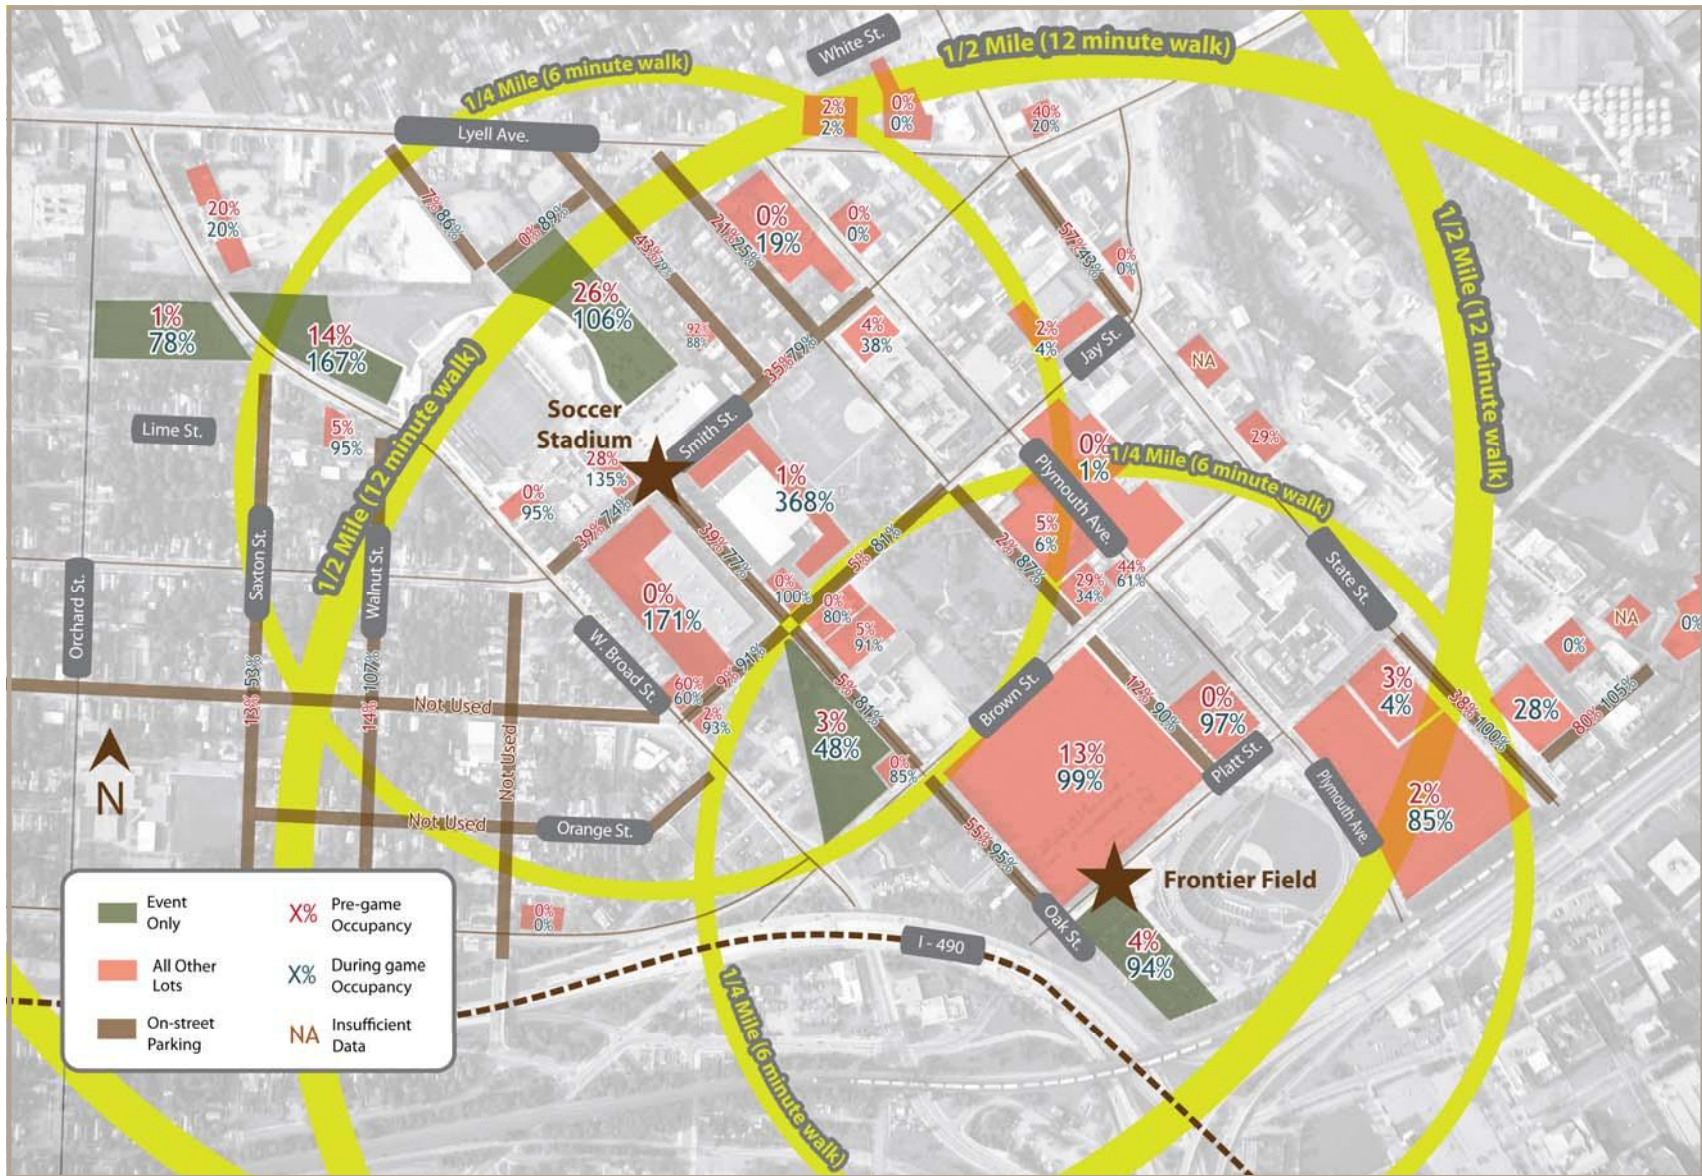 White St.
1/2 Mile (12 minute walk)
1/4 Mile (6 minute walk)
Lyell Ave.
2%
2%
0%
0%
40%
20%
20%
20%
7% 86%
0% 89%
43% 79%
21% 25%
0%
19%
0%
0%
57% 43%
0%
0%
1/2 Mile (12 minute walk)
1%
78%
14%
167%
26%
106%
92%
88%
35% 79%
4%
38%
2%
4%
Jay St.
NA
Lime St.
5%
95%
1/2 Mile (12 minute walk)
Soccer
Stadium
Smith St.
28%
135%
0%
95%
39% 74%
1%
368%
0%
1%
1/4 Mile (6 minute walk)
29%
Plymouth Ave.
5%
6%
Saxton St.
Walnut St.
Orchard St.
0%
171%
39% 77%
0%
100%
5% 81%
0%
80%
5%
91%
2% 87%
29%
34%
44%
61%
State St.
NA
0%
0%
W. Broad St.
60%
60%
9% 91%
2%
93%
13% 53%
14% 107%
Not Used
Not Used
Not Used
Orange St.
5% 81%
3%
48%
0%
85%
Brown St.
13%
99%
12% 90%
0%
97%
Platt St.
3%
4%
38% 100%
28%
80% 105%
Plymouth Ave.
2%
85%
N
55% 95%
Frontier Field
Oak St.
4%
94%
0%
0%
I - 490
1/4 Mile (6 minute walk)
Event
Only
X% Pre-game
Occupancy
All Other
Lots
X% During game
Occupancy
On-street
Parking
NA Insufficient
Data